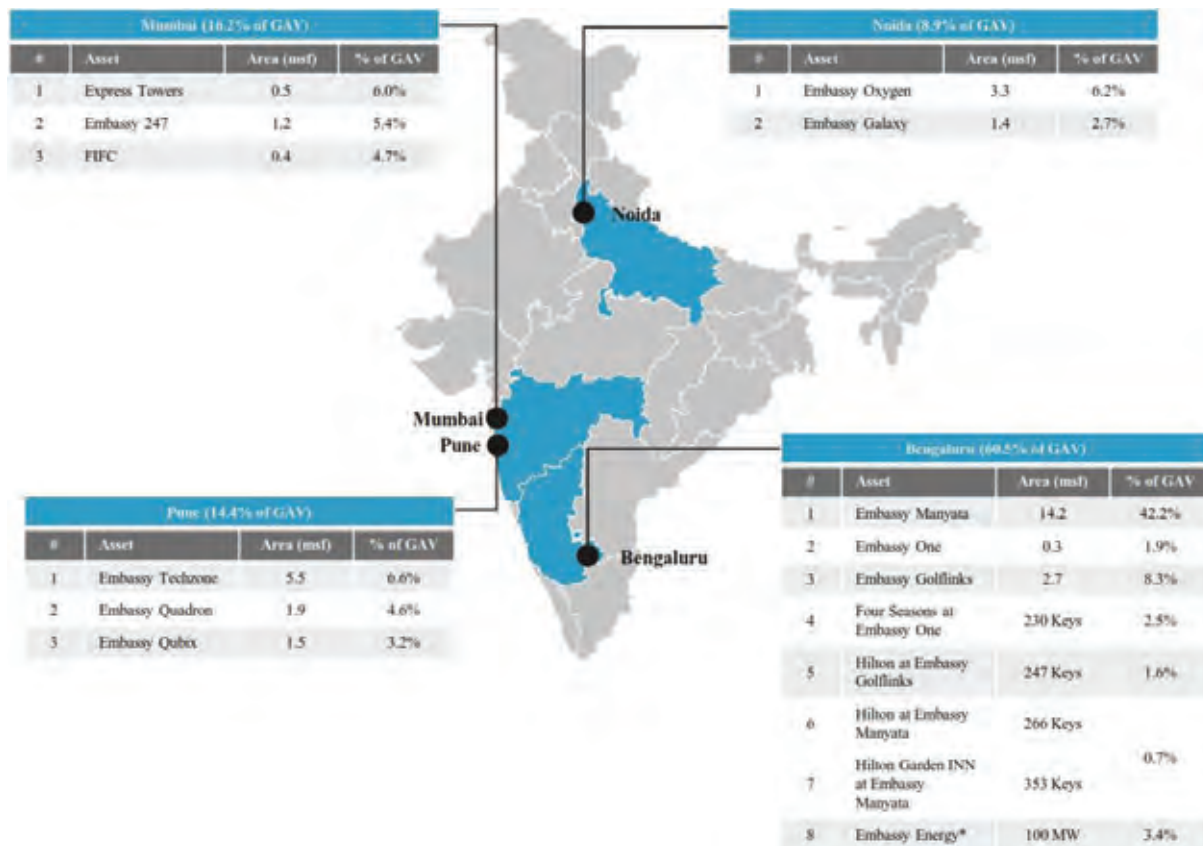 Mumbai (16.2% of GAV)
# Asset Area (msf) % of GAV
1 Express Towers 0.5 6.0%
2 Embassy 247 1.2 5.4%
3 FIFC 0.4 4.7%
Noida (8.9% of GAV)
# Asset Area (msf) % of GAV
1 Embassy Oxygen 3.3 6.2%
2 Embassy Galaxy 1.4 2.7%
Noida
Mumbai
Pune
Bengaluru
Pune (14.4% of GAV)
# Asset Area (msf) % of GAV
1 Embassy Techzone 5.5 6.6%
2 Embassy Quadron 1.9 4.6%
3 Embassy Qubix 1.5 3.2%
Bengaluru (60.5% of GAV)
# Asset Area (msf) % of GAV
1 Embassy Manyata 14.2 42.2%
2 Embassy One 0.3 1.9%
3 Embassy Golflinks 2.7 8.3%
4 Four Seasons at
Embassy One 230 Keys 2.5%
5 Hilton at Embassy
Golflinks 247 Keys 1.6%
6 Hilton at Embassy
Manyata 266 Keys
0.7%
7 Hilton Garden INN
at Embassy
Manyata 353 Keys
8 Embassy Energy* 100 MW 3.4%